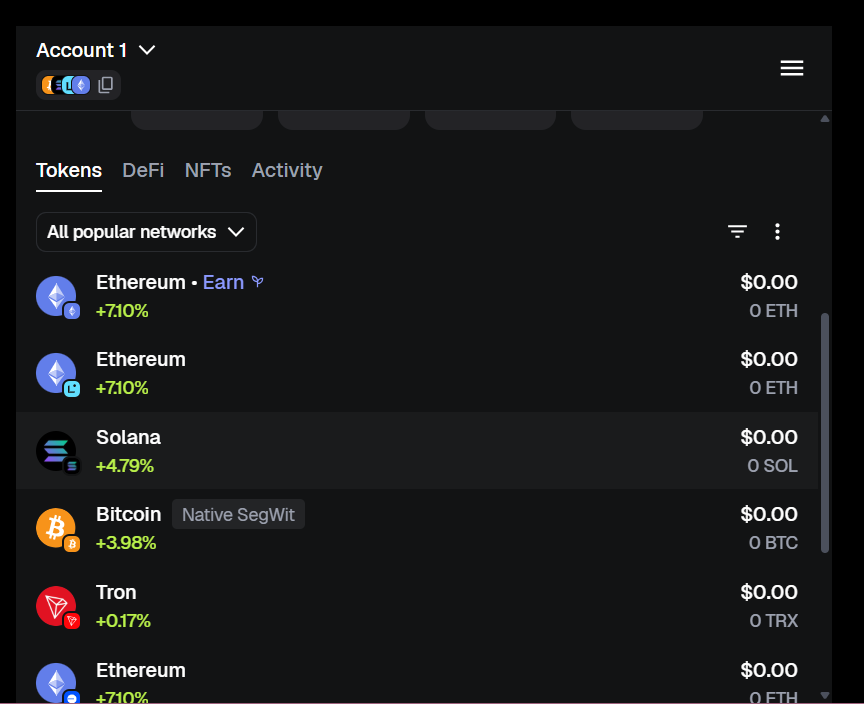 Account 1
Tokens DeFi NFTs Activity
All popular networks
Ethereum • Earn $0.00
+7.10% 0 ETH
Ethereum $0.00
+7.10% 0 ETH
Solana $0.00
+4.79% 0 SOL
Bitcoin Native SegWit $0.00
+3.98% 0 BTC
Tron $0.00
+0.17% 0 TRX
Ethereum $0.00
+7.10% 0 ETH